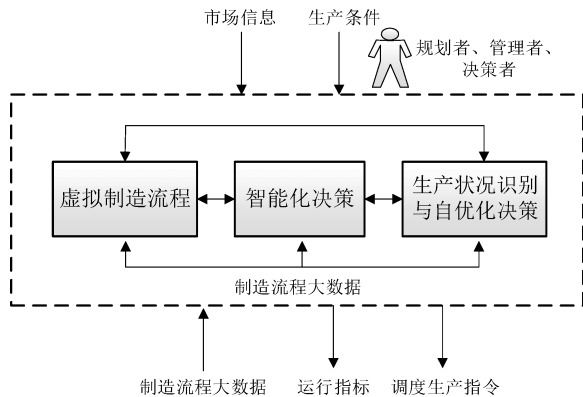 市场信息
生产条件
规划者、管理者、
决策者
虚拟制造流程
智能化决策
生产状况识别
与自优化决策
制造流程大数据
制造流程大数据
运行指标
调度生产指令